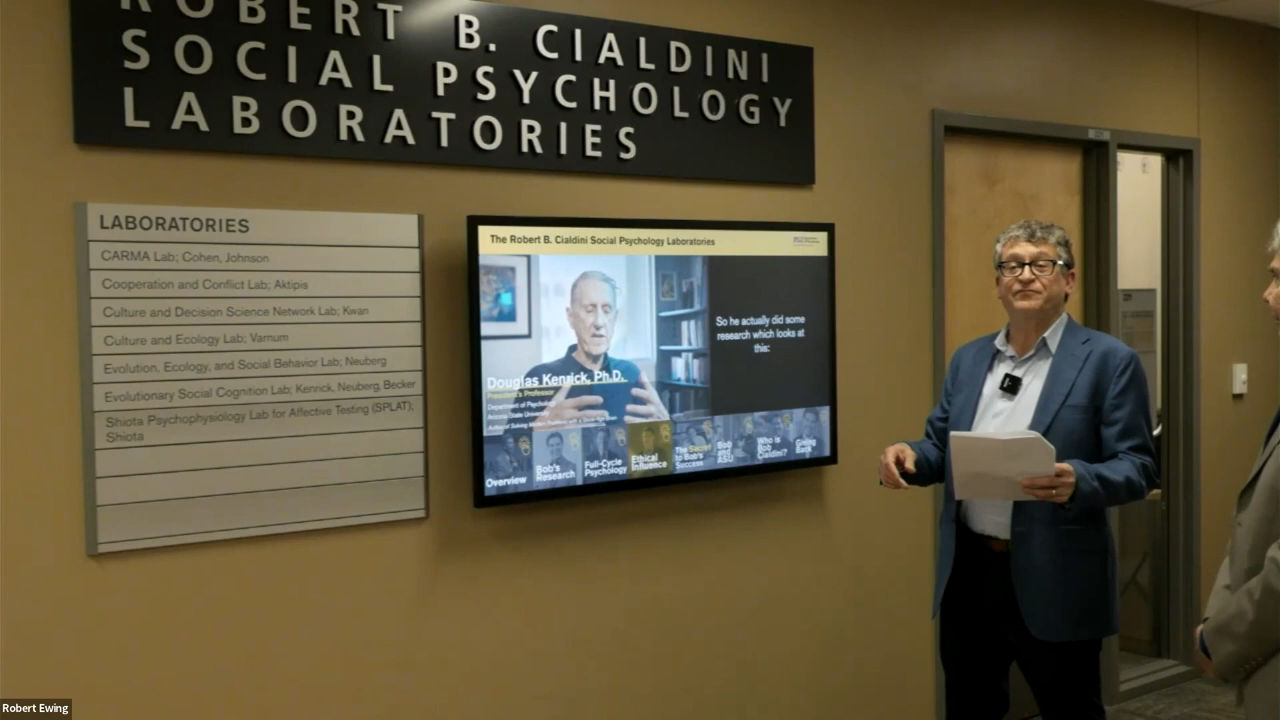 ROBERT B. CIALDINI
SOCIAL PSYCHOLOGY
LABORATORIES
LABORATORIES
CARMA Lab; Cohen, Johnson
Cooperation and Conflict Lab; Aktipis
Culture and Decision Science Network Lab; Kwan
Culture and Ecology Lab; Varnum
Evolution, Ecology, and Social Behavior Lab; Neuberg
Evolutionary Social Cognition Lab; Kenrick, Neuberg, Becker
Shiota Psychophysiology Lab for Affective Testing (SPLAT);
Shiota
The Robert B. Cialdini Social Psychology Laboratories
So he actually did some
research which looks at
this:
Douglas Kenrick, Ph.D.
President's Professor
Department of Psychology
Arizona State University
Overview
Bob's
Research
Full-Cycle
Psychology
Ethical
Influence
The Secret
to Bob's
Success
Bob
and
ASU
Who is
Bob
Cialdini?
Giving
Back
Robert Ewing